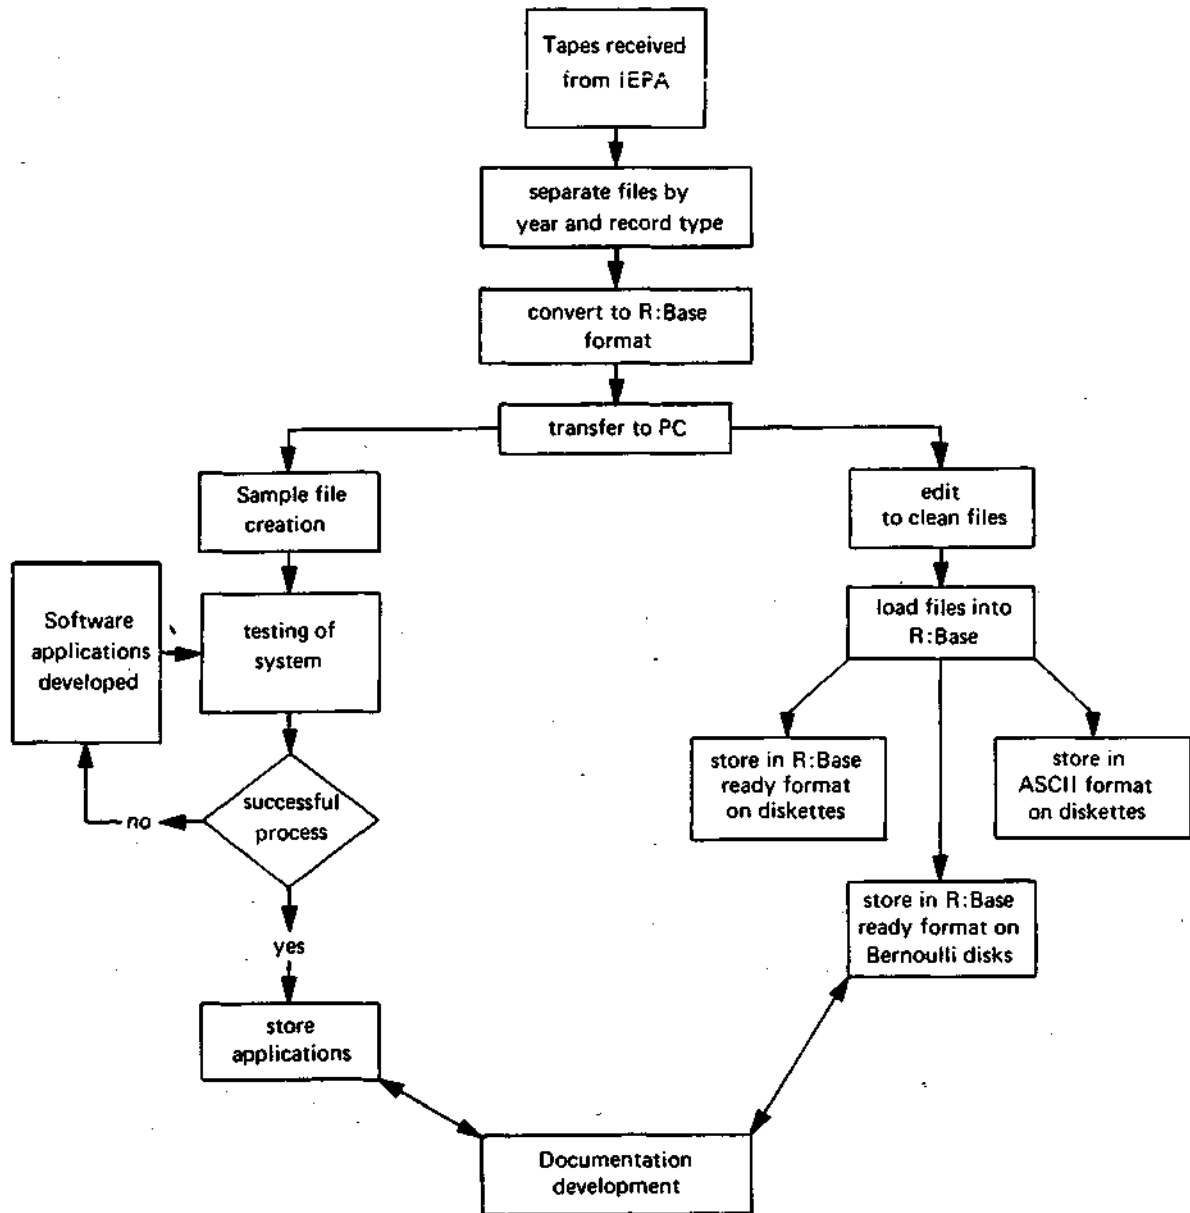 Tapes received
from IEPA
separate files by
year and record type
convert to R:Base
format
transfer to PC
Sample file
creation
edit
to clean files
Software
applications
developed
testing of
system
load files into
R:Base
successful
process
no
yes
store in R:Base
ready format
on diskettes
store in
ASCII format
on diskettes
store in R:Base
ready format on
Bernoulli disks
store
applications
Documentation
development